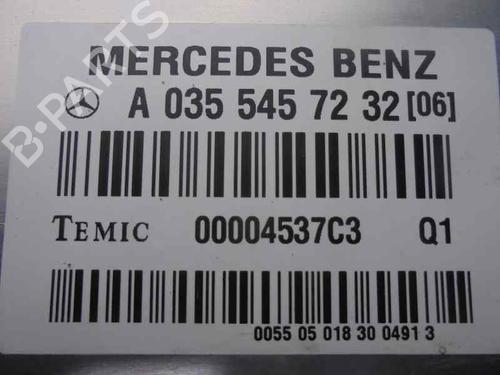 MERCEDES BENZ
A 035 545 72 32 [06]
TEMIC 00004537C3 Q1
0055 05 018 30 0491 3
B-PARTS